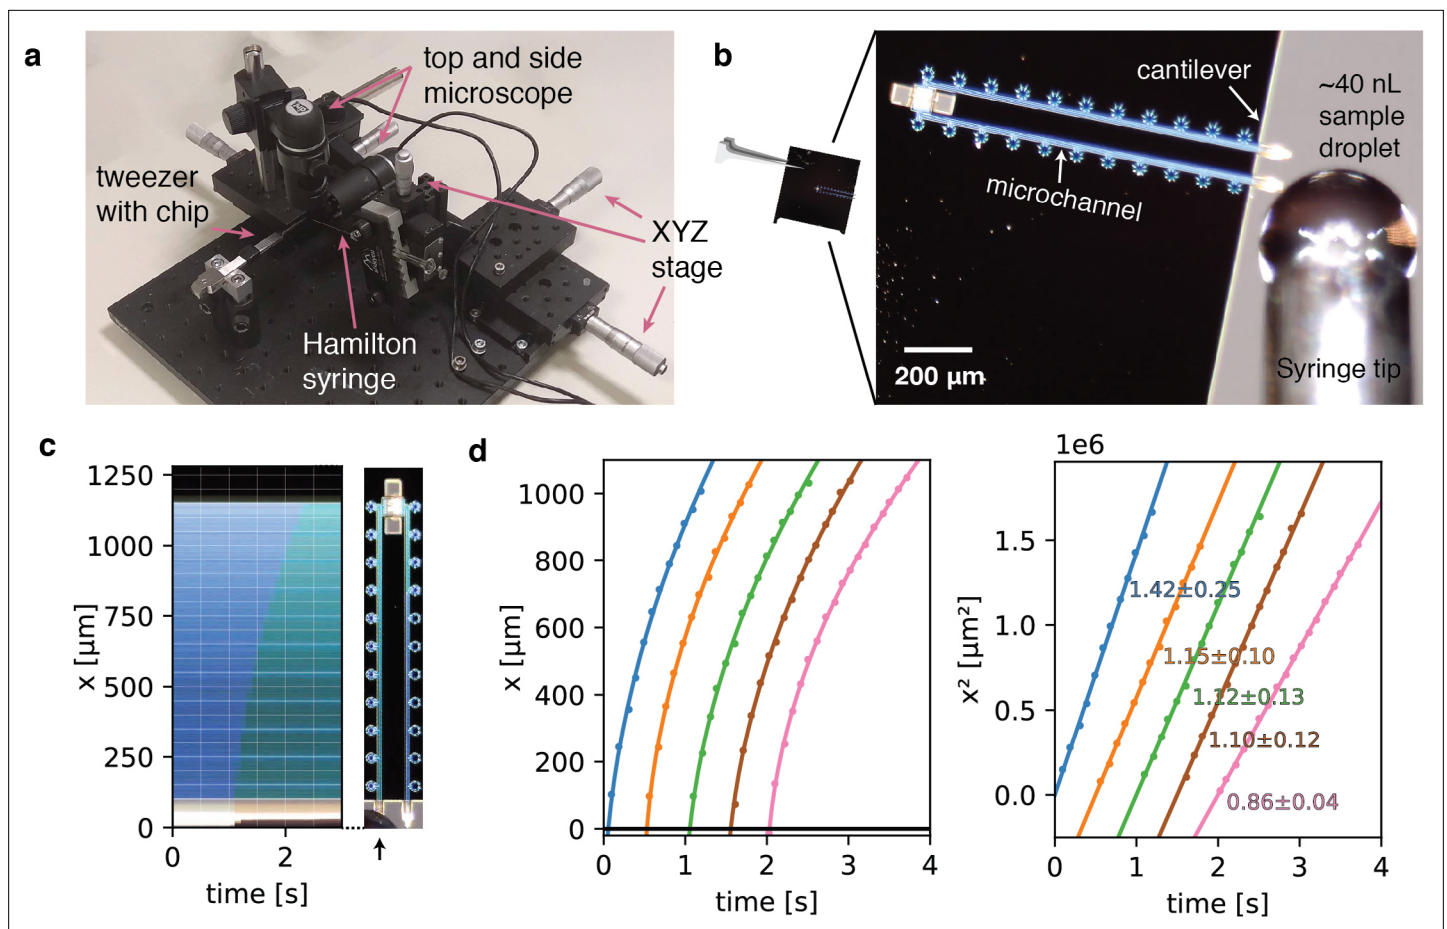 a
top and side
microscope
tweezer
with chip
XYZ
stage
Hamilton
syringe
b
cantilever
~40 nL
sample
droplet
microchannel
200 µm
Syringe tip
c
1250
1000
750
500
250
0
x [µm]
0
2
time [s]
d
1000
800
600
400
200
0
x [µm]
0
1
2
3
4
time [s]
1e6
1.5
1.0
0.5
0.0
x² [µm²]
1.42±0.25
1.15±0.10
1.12±0.13
1.10±0.12
0.86±0.04
0
1
2
3
4
time [s]